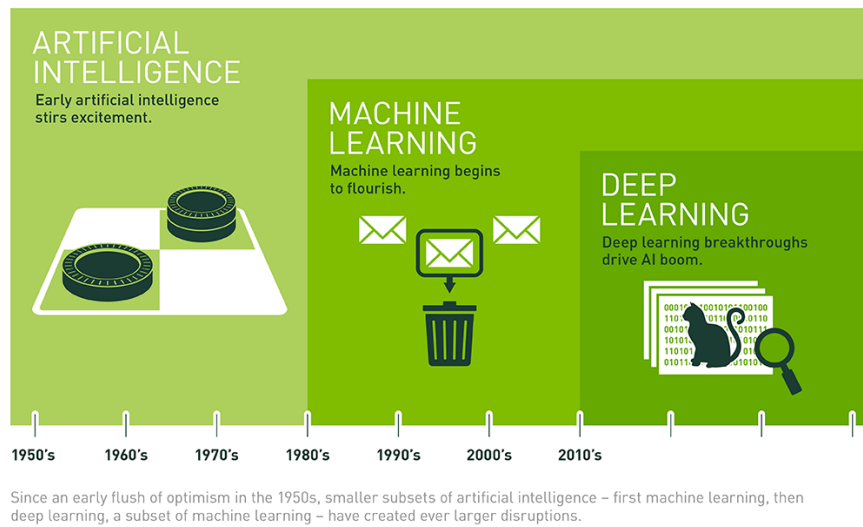 ARTIFICIAL
INTELLIGENCE
Early artificial intelligence
stirs excitement.
MACHINE
LEARNING
Machine learning begins
to flourish.
DEEP
LEARNING
Deep learning breakthroughs
drive AI boom.
1950's 1960's 1970's 1980's 1990's 2000's 2010's
Since an early flush of optimism in the 1950s, smaller subsets of artificial intelligence – first machine learning, then
deep learning, a subset of machine learning – have created ever larger disruptions.